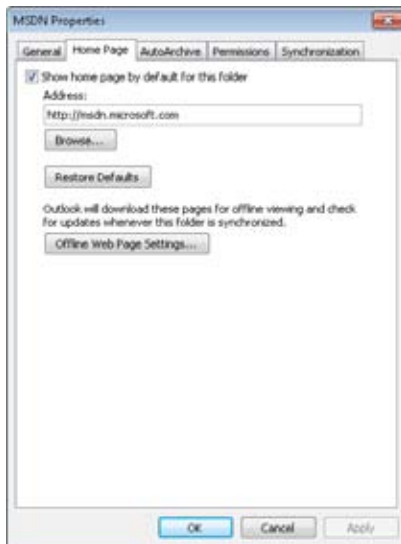 MSDN Properties
General Home Page AutoArchive Permissions Synchronization
Show home page by default for this folder
Address:
http://msdn.microsoft.com
Browse...
Restore Defaults
Outlook will download these pages for offline viewing and check
for updates whenever this folder is synchronized.
Offline Web Page Settings...
OK Cancel Apply